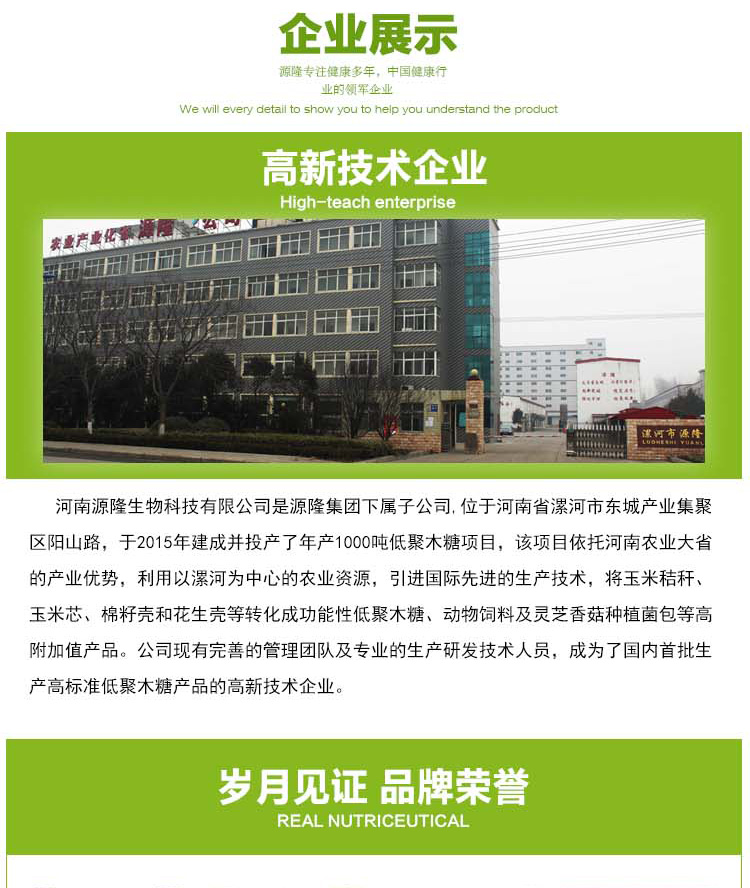 企业展示
源隆专注健康多年，中国健康行
业的领军企业
We will every detail to show you to help you understand the product
高新技术企业
High-teach enterprise
农业产业化省
源隆
公司
漯河市源隆
LUOHESHI YUANL
河南源隆生物科技有限公司是源隆集团下属子公司,位于河南省漯河市东城产业集聚
区阳山路，于2015年建成并投产了年产1000吨低聚木糖项目，该项目依托河南农业大省
的产业优势，利用以漯河为中心的农业资源，引进国际先进的生产技术，将玉米秸秆、
玉米芯、棉籽壳和花生壳等转化成功能性低聚木糖、动物饲料及灵芝香菇种植菌包等高
附加值产品。公司现有完善的管理团队及专业的生产研发技术人员，成为了国内首批生
产高标准低聚木糖产品的高新技术企业。
岁月见证 品牌荣誉
REAL NUTRICEUTICAL